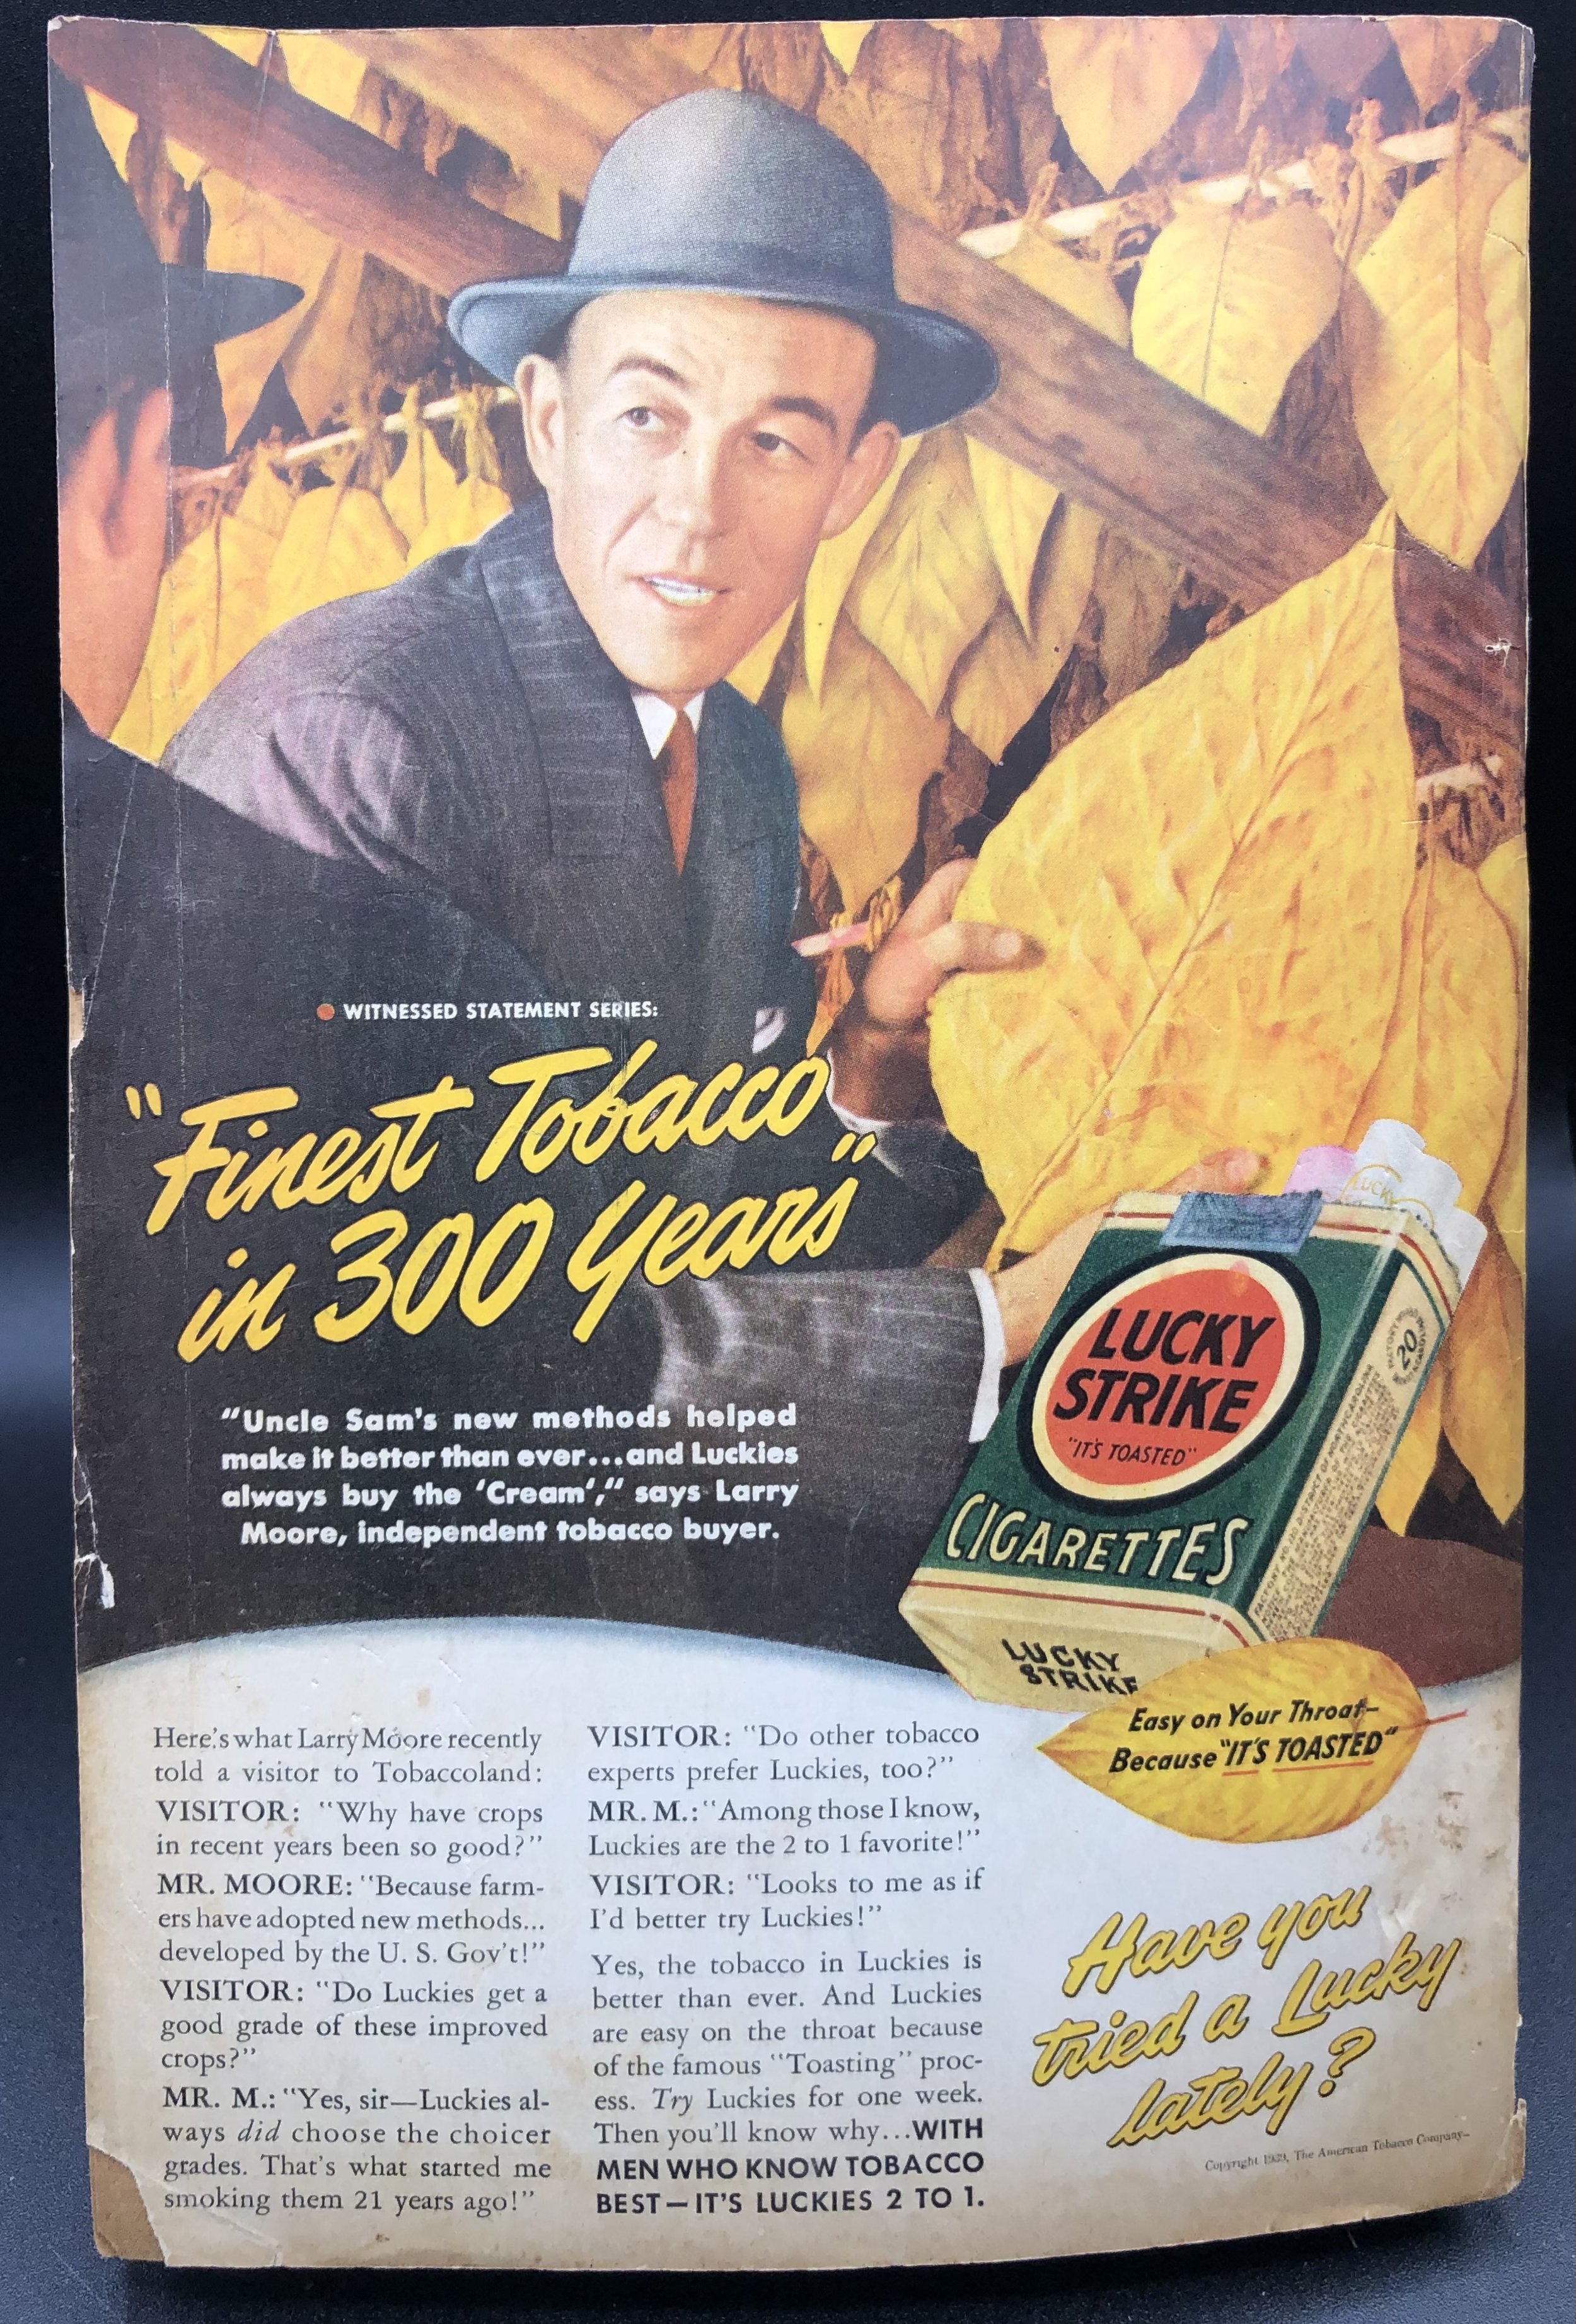 WITNESSED STATEMENT SERIES:
"Finest Tobacco
in 300 Years"
"Uncle Sam's new methods helped
make it better than ever...and Luckies
always buy the 'Cream'," says Larry
Moore, independent tobacco buyer.
LUCKY
20
LUCKY
STRIKE
"IT'S TOASTED"
CIGARETTES
LUCKY
STRIKE
Easy on Your Throat—
Because "IT'S TOASTED"
Here's what Larry Moore recently
told a visitor to Tobaccoland:
VISITOR: "Why have crops
in recent years been so good?"
MR. MOORE: "Because farm-
ers have adopted new methods...
developed by the U. S. Gov't!"
VISITOR: "Do Luckies get a
good grade of these improved
crops?"
MR. M.: "Yes, sir—Luckies al-
ways did choose the choicer
grades. That's what started me
smoking them 21 years ago!"
VISITOR: "Do other tobacco
experts prefer Luckies, too?"
MR. M.: "Among those I know,
Luckies are the 2 to 1 favorite!"
VISITOR: "Looks to me as if
I'd better try Luckies!"
Yes, the tobacco in Luckies is
better than ever. And Luckies
are easy on the throat because
of the famous "Toasting" proc-
ess. Try Luckies for one week.
Then you'll know why...WITH
MEN WHO KNOW TOBACCO
BEST—IT'S LUCKIES 2 TO 1.
Have you
tried a Lucky
lately?
Copyright 1939, The American Tobacco Company